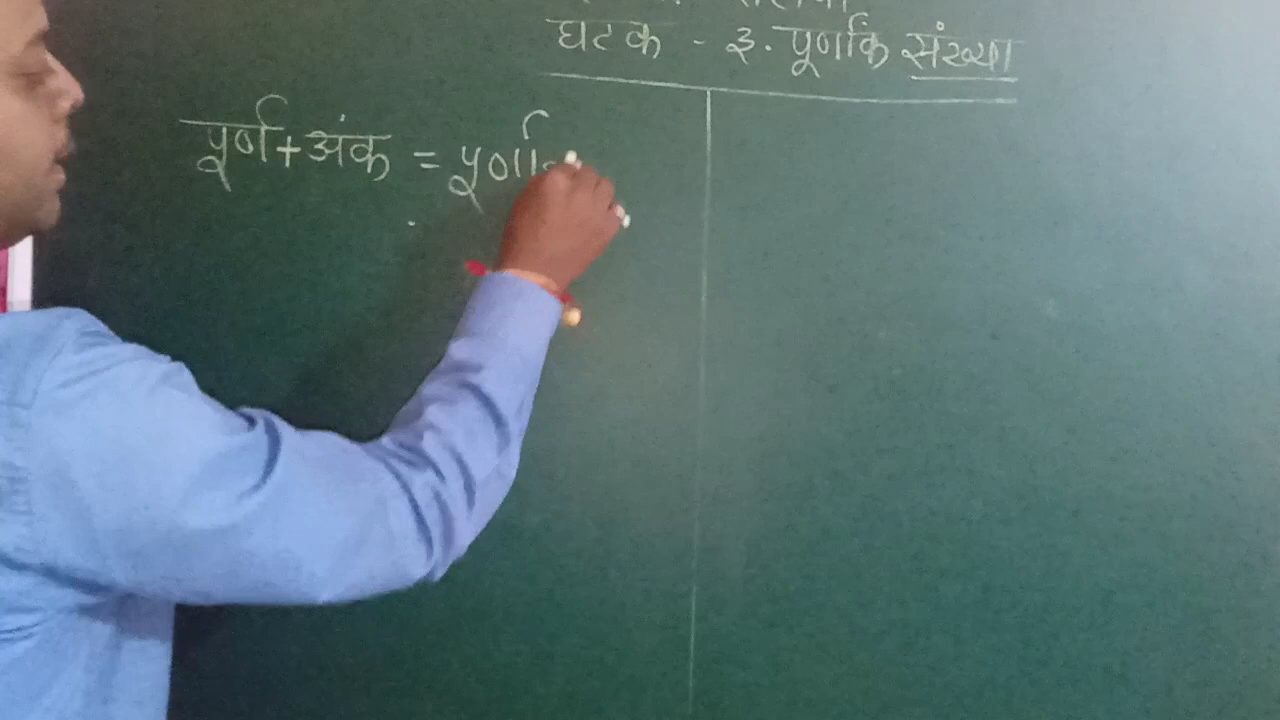 घटक - ३. पूर्णांक संख्या
पूर्ण + अंक = पूर्णां